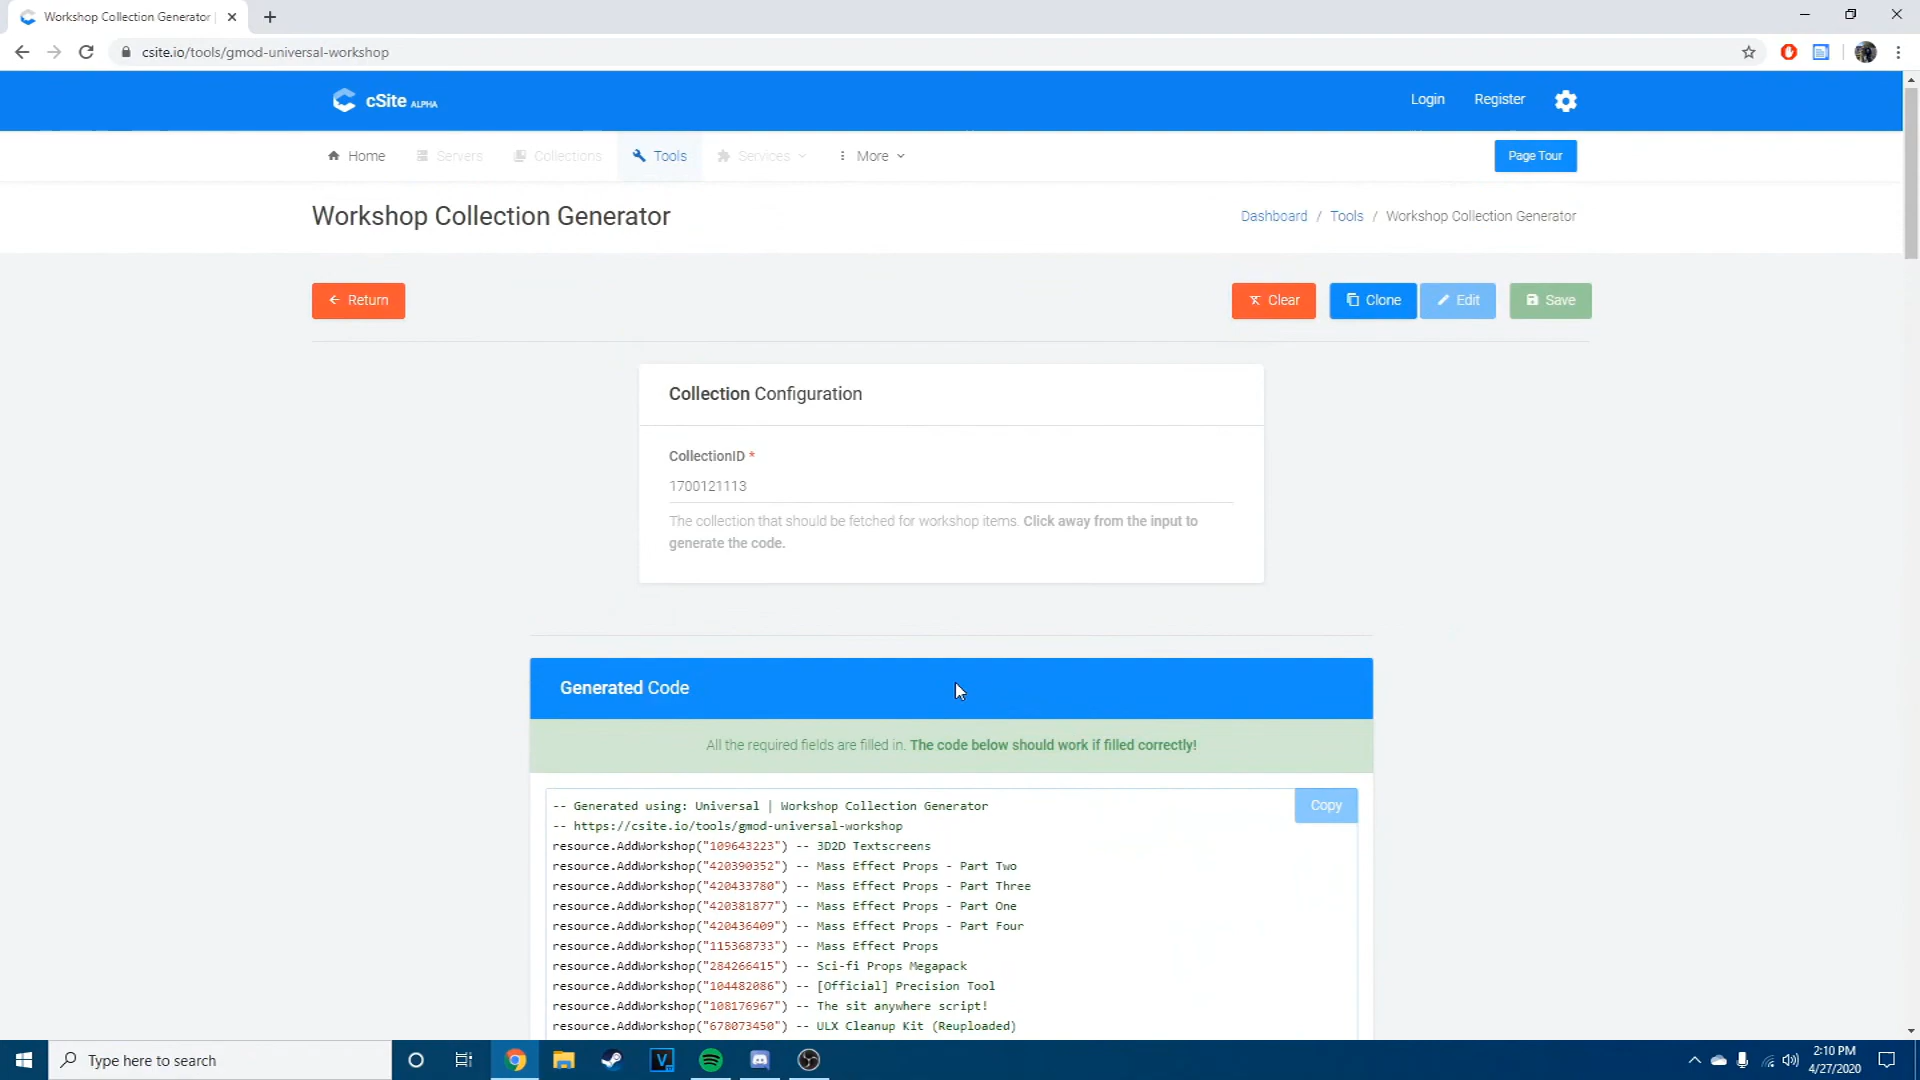 Workshop Collection Generator
csite.io/tools/gmod-universal-workshop
cSite ALPHA
Login
Register
Home
Servers
Collections
Tools
Services
More
Page Tour
Workshop Collection Generator
Dashboard / Tools / Workshop Collection Generator
Return
Clear
Clone
Edit
Save
Collection Configuration
CollectionID *
1700121113
The collection that should be fetched for workshop items. Click away from the input to
generate the code.
Generated Code
All the required fields are filled in. The code below should work if filled correctly!
Copy
-- Generated using: Universal | Workshop Collection Generator
-- https://csite.io/tools/gmod-universal-workshop
resource.AddWorkshop("109643223") -- 3D2D Textscreens
resource.AddWorkshop("420390352") -- Mass Effect Props - Part Two
resource.AddWorkshop("420433780") -- Mass Effect Props - Part Three
resource.AddWorkshop("420381877") -- Mass Effect Props - Part One
resource.AddWorkshop("420436409") -- Mass Effect Props - Part Four
resource.AddWorkshop("115368733") -- Mass Effect Props
resource.AddWorkshop("284266415") -- Sci-fi Props Megapack
resource.AddWorkshop("104482086") -- [Official] Precision Tool
resource.AddWorkshop("108176967") -- The sit anywhere script!
resource.AddWorkshop("678073450") -- ULX Cleanup Kit (Reuploaded)
Type here to search
2:10 PM
4/27/2020